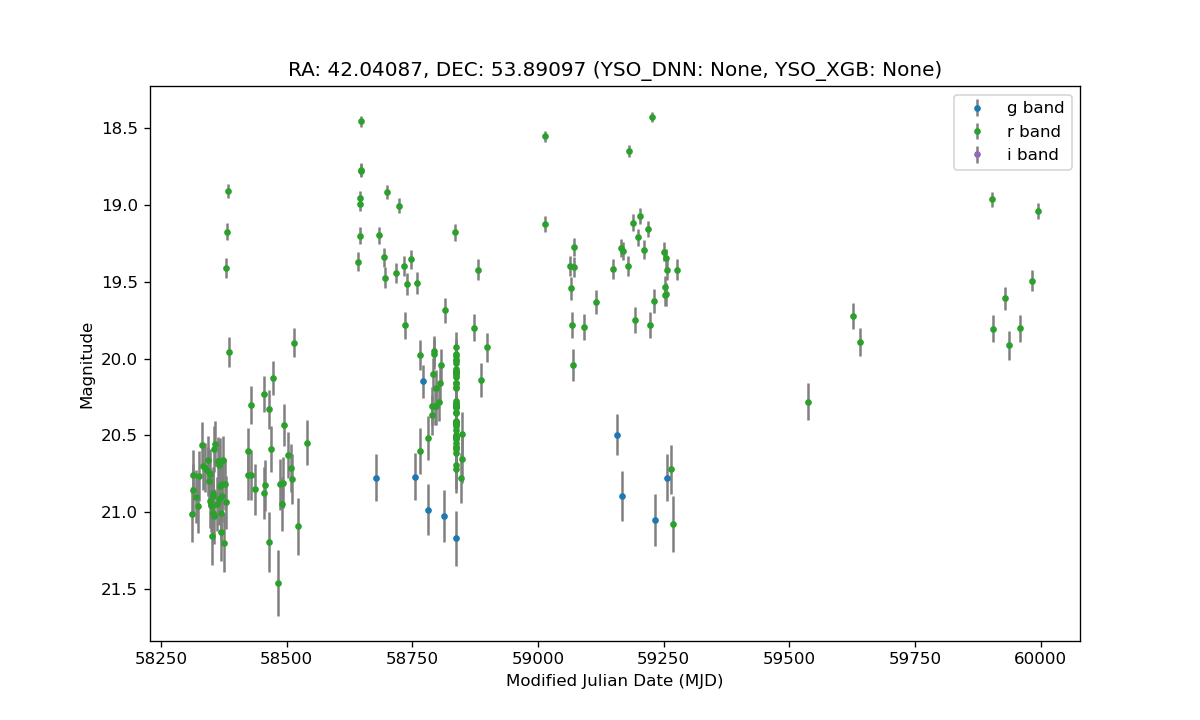 RA: 42.04087, DEC: 53.89097 (YSO_DNN: None, YSO_XGB: None)
g band
r band
i band
18.5
19.0
19.5
20.0
20.5
21.0
21.5
Magnitude
58250 58500 58750 59000 59250 59500 59750 60000
Modified Julian Date (MJD)